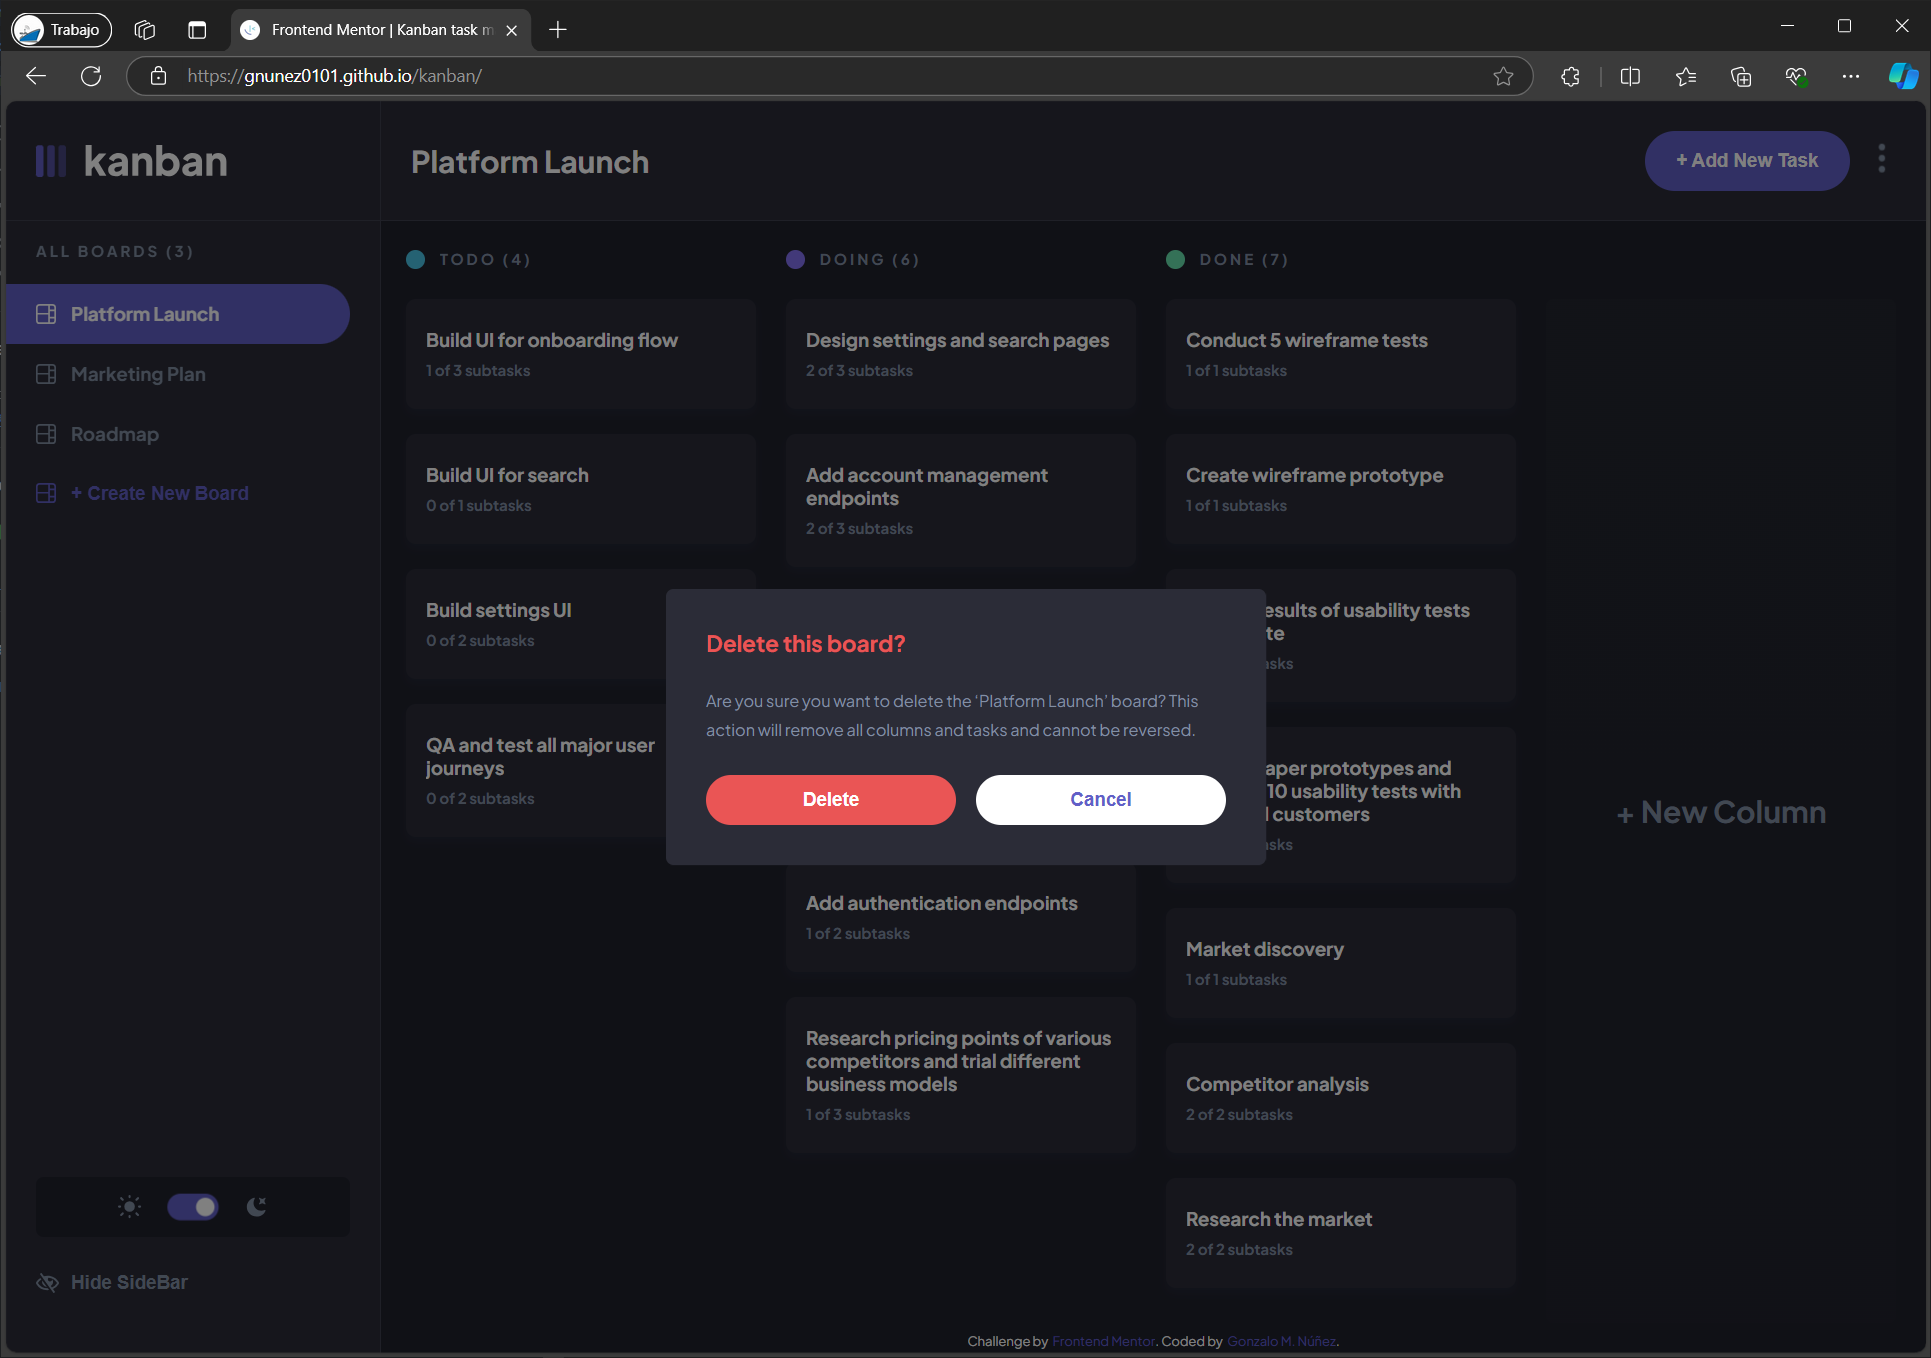 Trabajo
Frontend Mentor | Kanban task m
https://gnunez0101.github.io/kanban/
kanban
Platform Launch
+ Add New Task
ALL BOARDS (3)
Platform Launch
Marketing Plan
Roadmap
+ Create New Board
Hide SideBar
TODO (4)
Build UI for onboarding flow
1 of 3 subtasks
Build UI for search
0 of 1 subtasks
Build settings UI
0 of 2 subtasks
QA and test all major user
journeys
0 of 2 subtasks
DOING (6)
Design settings and search pages
2 of 3 subtasks
Add account management
endpoints
2 of 3 subtasks
Add authentication endpoints
1 of 2 subtasks
Research pricing points of various
competitors and trial different
business models
1 of 3 subtasks
DONE (7)
Conduct 5 wireframe tests
1 of 1 subtasks
Create wireframe prototype
1 of 1 subtasks
esults of usability tests
te
asks
aper prototypes and
10 usability tests with
l customers
asks
Market discovery
1 of 1 subtasks
Competitor analysis
2 of 2 subtasks
Research the market
2 of 2 subtasks
+ New Column
Delete this board?
Are you sure you want to delete the ‘Platform Launch’ board? This
action will remove all columns and tasks and cannot be reversed.
Delete
Cancel
Challenge by Frontend Mentor. Coded by Gonzalo M. Núñez.